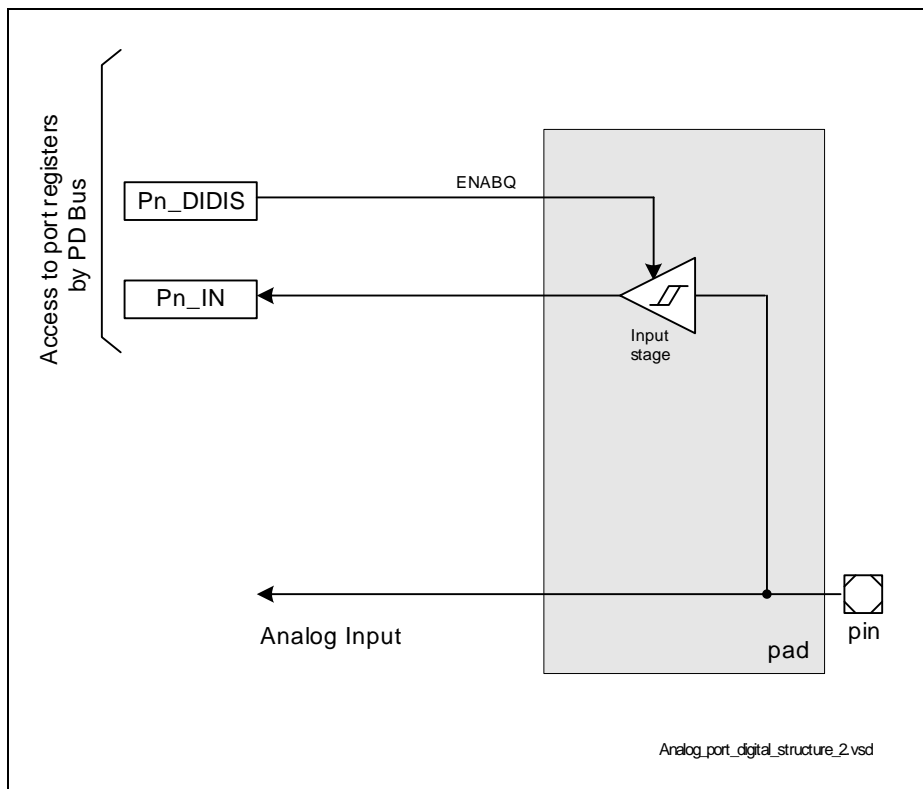 Access to port registers
by PD Bus
Pn_DIDIS
ENABQ
Pn_IN
Input
stage
Analog Input
pad
pin
Analog_port_digital_structure_2.vsd